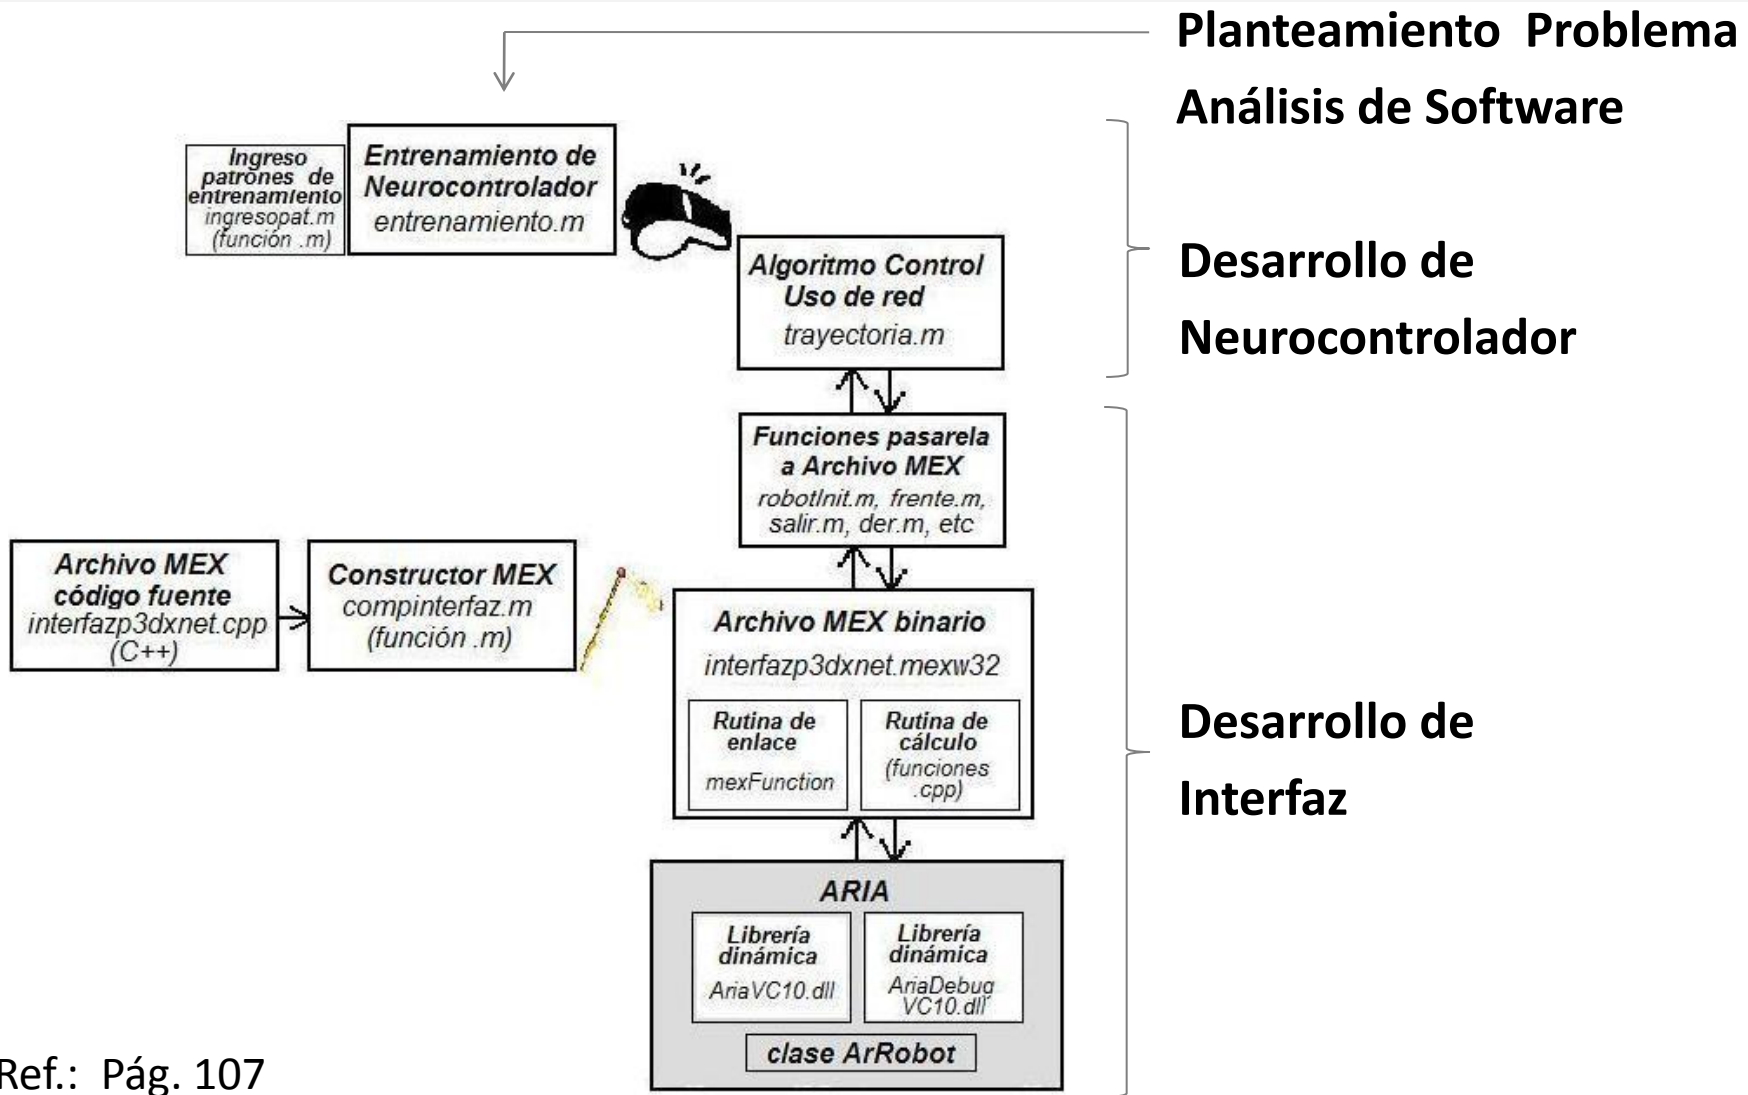 Planteamiento Problema
Análisis de Software
Ingreso
patrones de
entrenamiento
ingresopat.m
(función .m)
Entrenamiento de
Neurocontrolador
entrenamiento.m
Algoritmo Control
Uso de red
trayectoria.m
Desarrollo de
Neurocontrolador
Funciones pasarela
a Archivo MEX
robotInit.m, frente.m,
salir.m, der.m, etc
Archivo MEX
código fuente
interfazp3dxnet.cpp
(C++)
Constructor MEX
compinterfaz.m
(función .m)
Archivo MEX binario
interfazp3dxnet.mexw32
Rutina de
enlace
mexFunction
Rutina de
cálculo
(funciones
.cpp)
Desarrollo de
Interfaz
ARIA
Librería
dinámica
AriaVC10.dll
Librería
dinámica
AriaDebug
VC10.dll
clase ArRobot
Ref.: Pág. 107